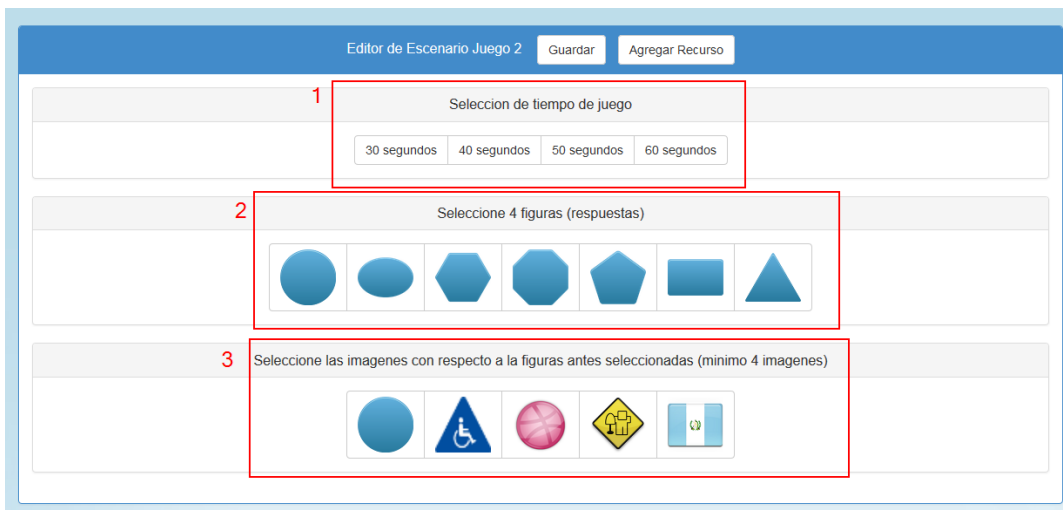 Editor de Escenario Juego 2 Guardar Agregar Recurso
1
Seleccion de tiempo de juego
30 segundos 40 segundos 50 segundos 60 segundos
2
Seleccione 4 figuras (respuestas)
3
Seleccione las imagenes con respecto a la figuras antes seleccionadas (minimo 4 imagenes)